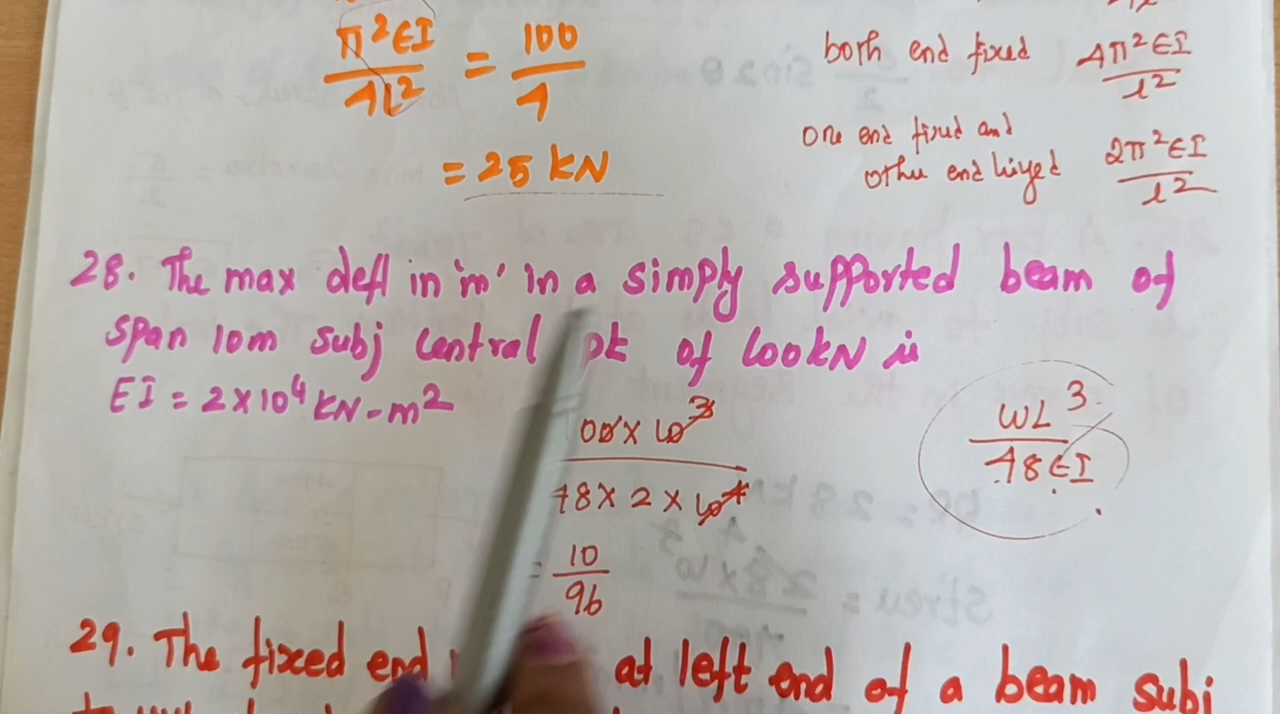 π²EI / 4L² = 100 / 4
= 25 KN
both end fixed 4π²EI / l²
One end fixed and
other end hinged 2π²EI / l²
28. The max defl in 'm' in a simply supported beam of
span 10m subj central pt of 100kN is
EI = 2×10⁴ KN-m²
00 × 10³ / 48 × 2 × 10⁴
WL³ / 48EI
= 10 / 96
29. The fixed end at left end of a beam subj